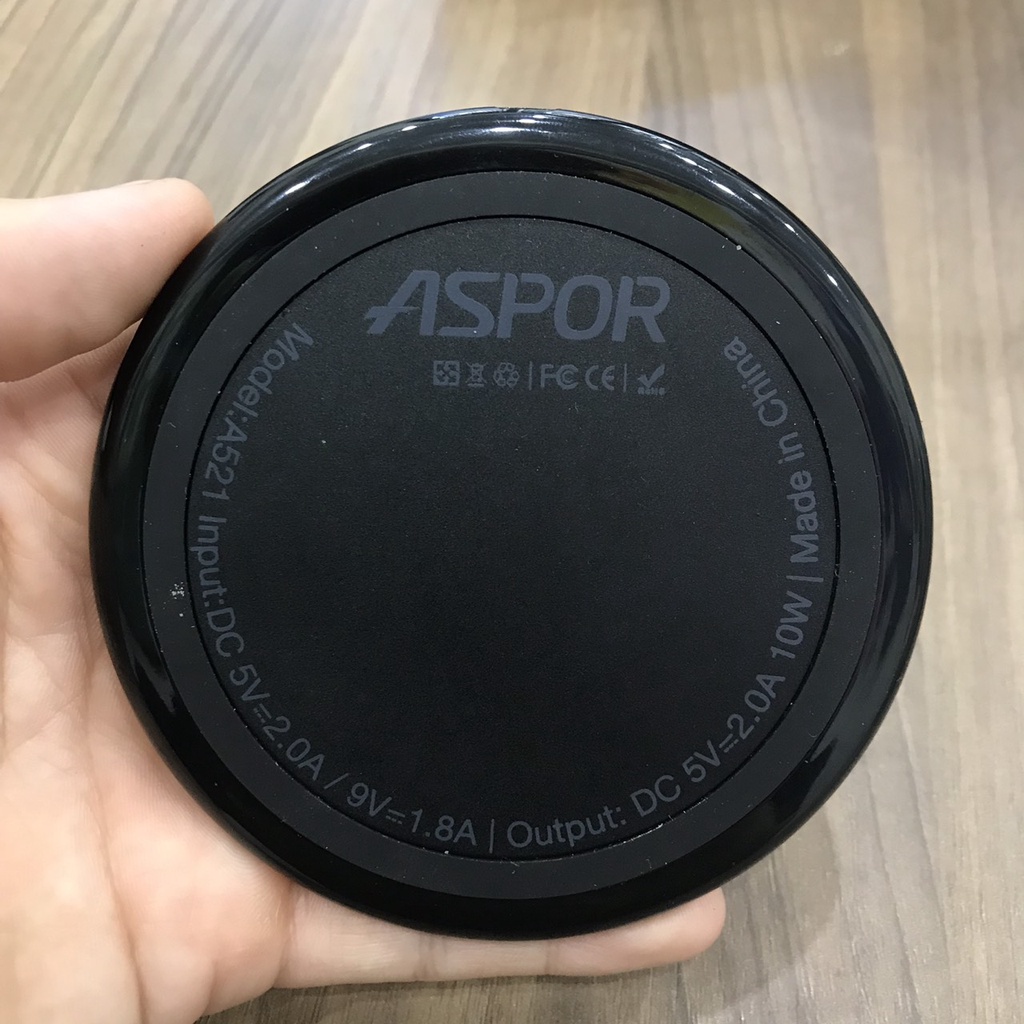 ASPOR
FC CE RoHS
Model:A521 Input:DC 5V⎓2.0A / 9V⎓1.8A | Output: DC 5V⎓2.0A 10W | Made in China